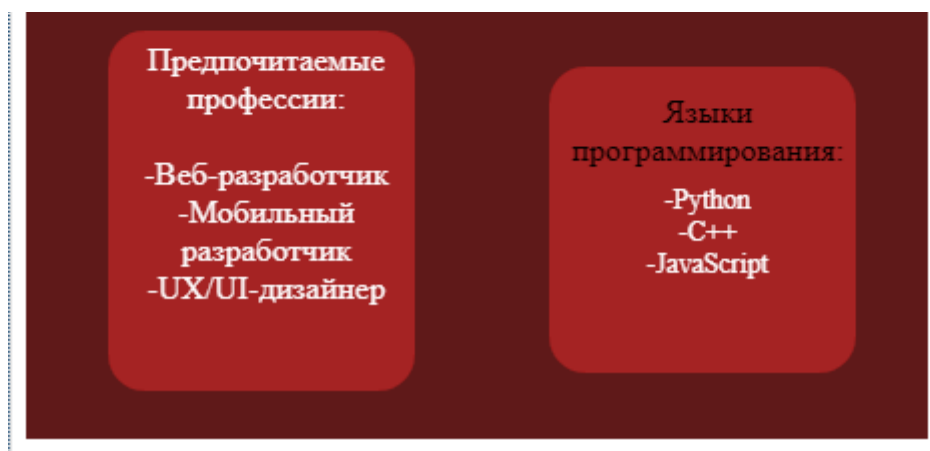 Предпочитаемые
профессии:
-Веб-разработчик
-Мобильный
разработчик
-UX/UI-дизайнер
Языки
программирования:
-Python
-C++
-JavaScript